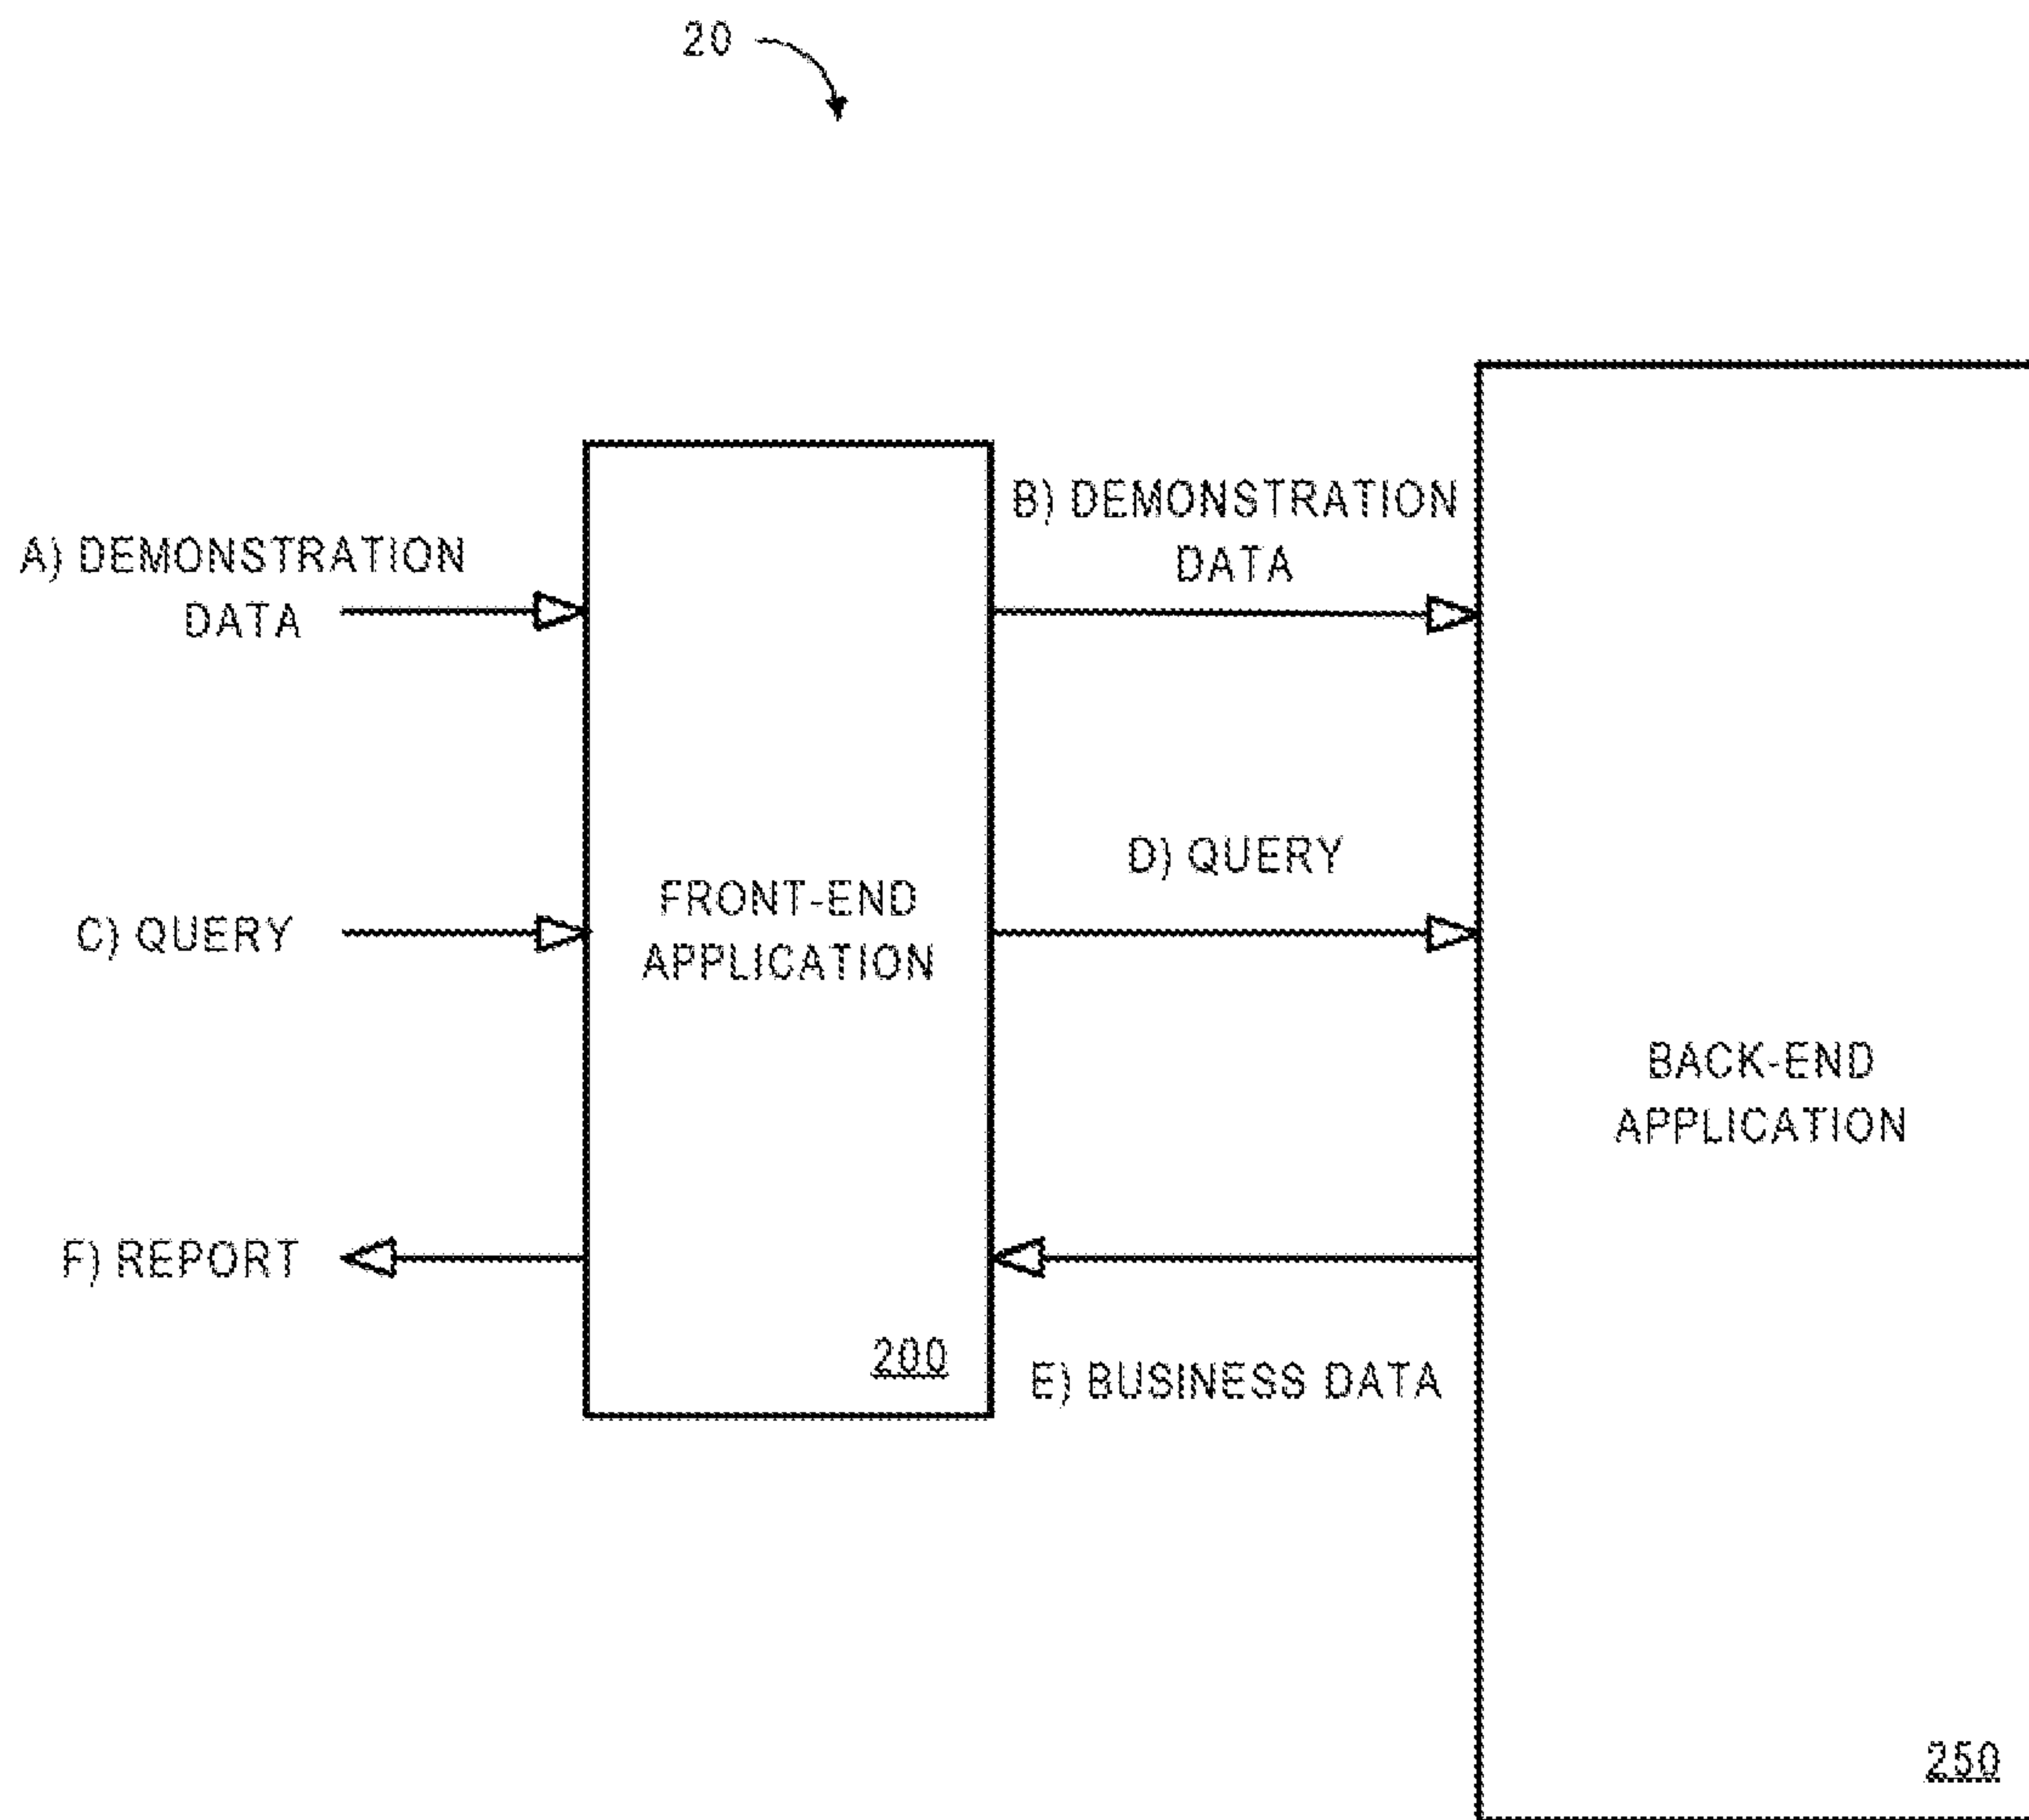 20
A) DEMONSTRATION
DATA
B) DEMONSTRATION
DATA
C) QUERY
FRONT-END
APPLICATION
D) QUERY
BACK-END
APPLICATION
F) REPORT
200
E) BUSINESS DATA
250